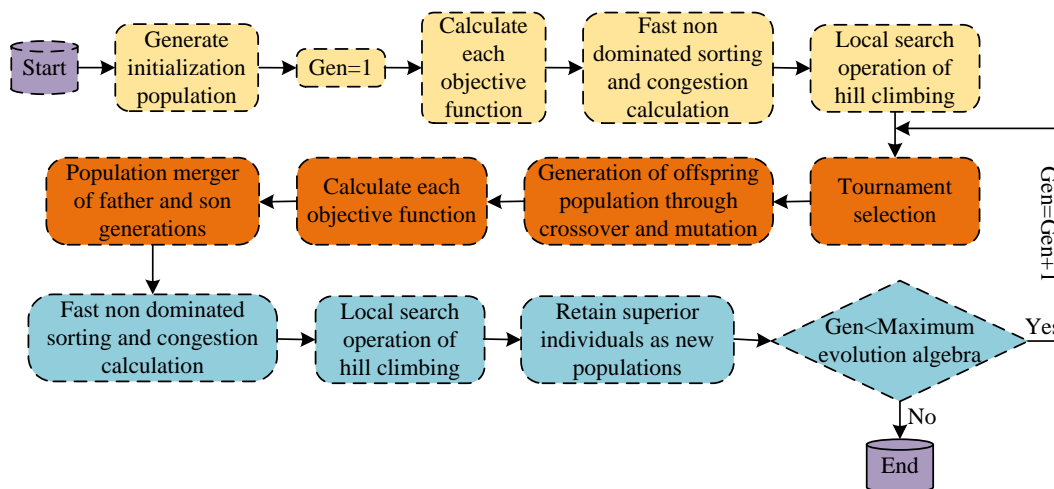 Start
Generate
initialization
population
Gen=1
Calculate
each
objective
function
Fast non
dominated sorting
and congestion
calculation
Local search
operation of
hill climbing
Population merger
of father and son
generations
Calculate each
objective function
Generation of offspring
population through
crossover and mutation
Tournament
selection
Gen=Gen+1
Fast non dominated
sorting and congestion
calculation
Local search
operation of
hill climbing
Retain superior
individuals as new
populations
Gen<Maximum
evolution algebra
Yes
No
End